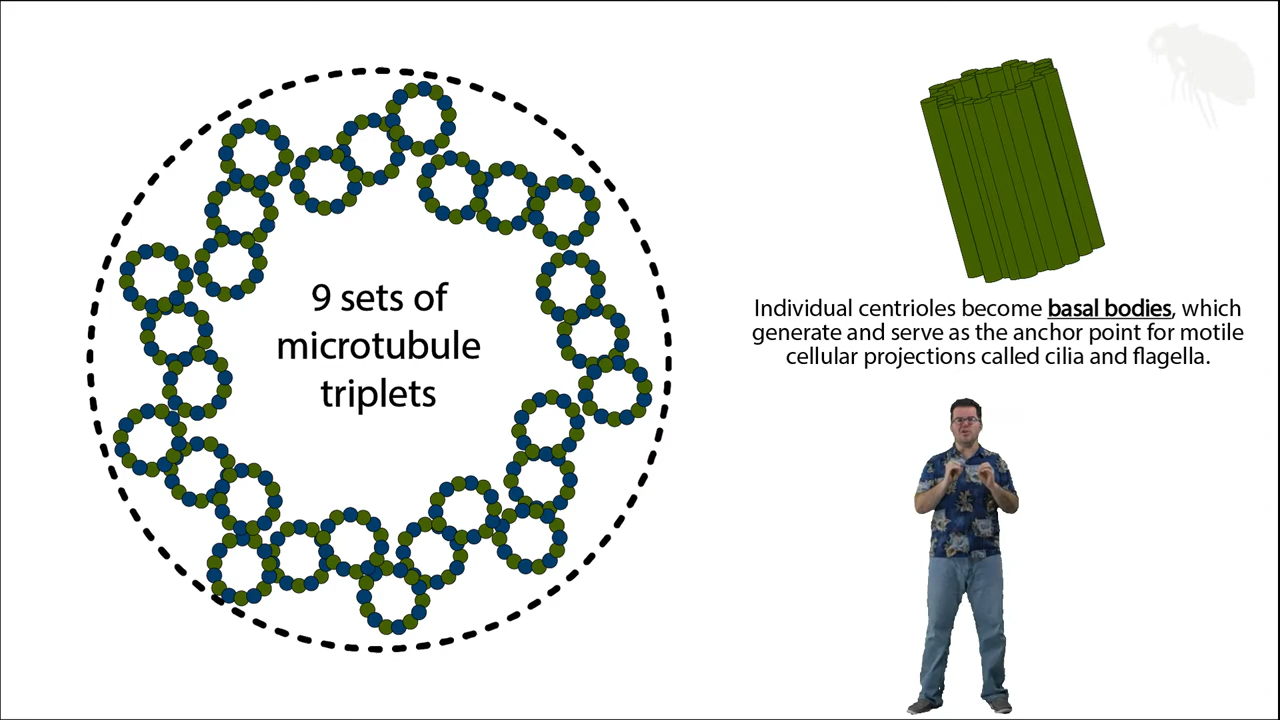 9 sets of
microtubule
triplets
Individual centrioles become basal bodies, which
generate and serve as the anchor point for motile
cellular projections called cilia and flagella.